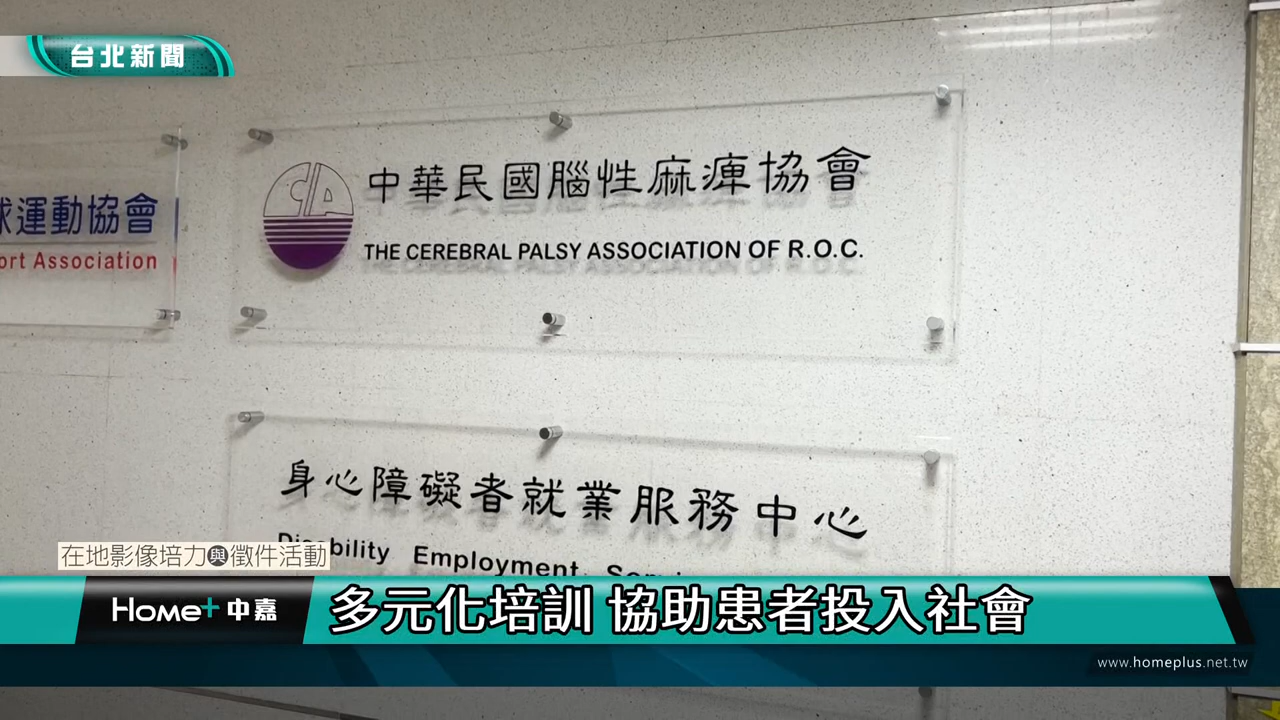 台北新聞
球運動協會
ort Association
中華民國腦性麻痺協會
THE CEREBRAL PALSY ASSOCIATION OF R.O.C.
身心障礙者就業服務中心
Disability Employment
在地影像培力與徵件活動
Home+中嘉
多元化培訓 協助患者投入社會
www.homeplus.net.tw